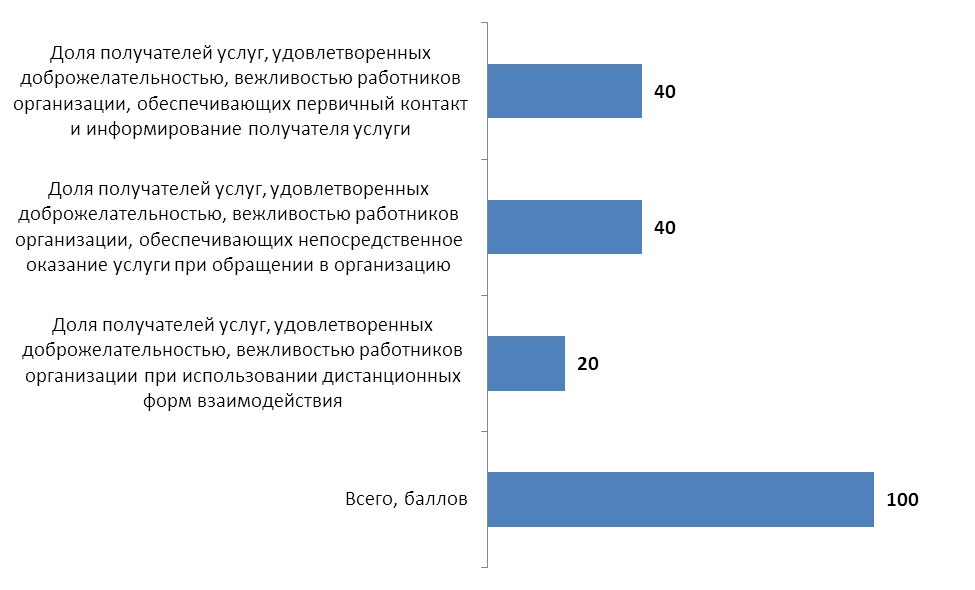 Доля получателей услуг, удовлетворенных
доброжелательностью, вежливостью работников
организации, обеспечивающих первичный контакт
и информирование получателя услуги
40
Доля получателей услуг, удовлетворенных
доброжелательностью, вежливостью работников
организации, обеспечивающих непосредственное
оказание услуги при обращении в организацию
40
Доля получателей услуг, удовлетворенных
доброжелательностью, вежливостью работников
организации при использовании дистанционных
форм взаимодействия
20
Всего, баллов
100